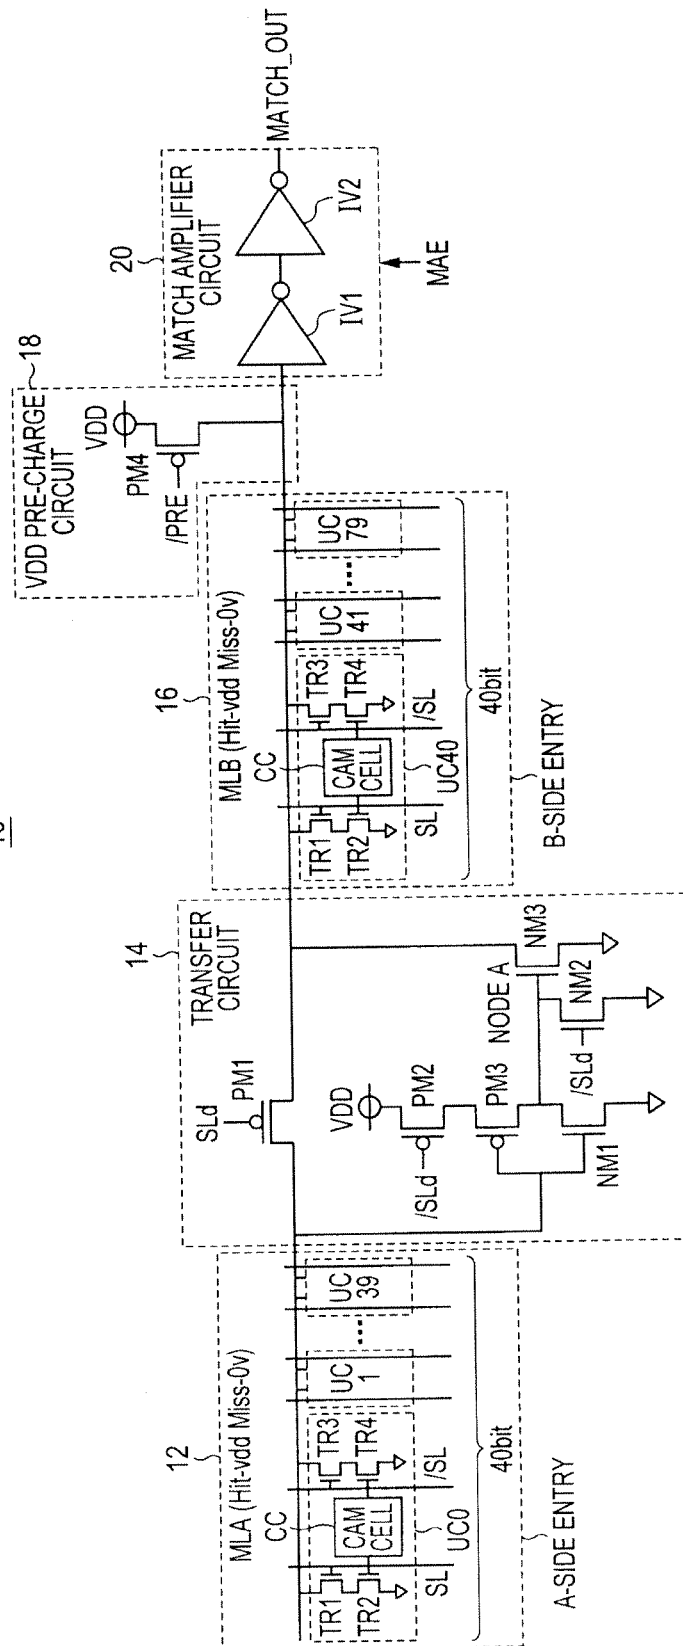 10
12
MLA (Hit-vdd Miss-0v)
CC
TR1
TR2
CAM
CELL
TR3
TR4
SL
/SL
UC0
UC
1
UC
39
40bit
A-SIDE ENTRY
14
TRANSFER
CIRCUIT
SLd
PM1
VDD
/SLd
PM2
PM3
NM1
NODE A
/SLd
NM2
NM3
16
MLB (Hit-vdd Miss-0v)
CC
TR1
TR2
CAM
CELL
TR3
TR4
SL
/SL
UC40
UC
41
UC
79
40bit
B-SIDE ENTRY
18
VDD PRE-CHARGE
CIRCUIT
VDD
PM4
/PRE
20
MATCH AMPLIFIER
CIRCUIT
IV1
IV2
MAE
MATCH_OUT